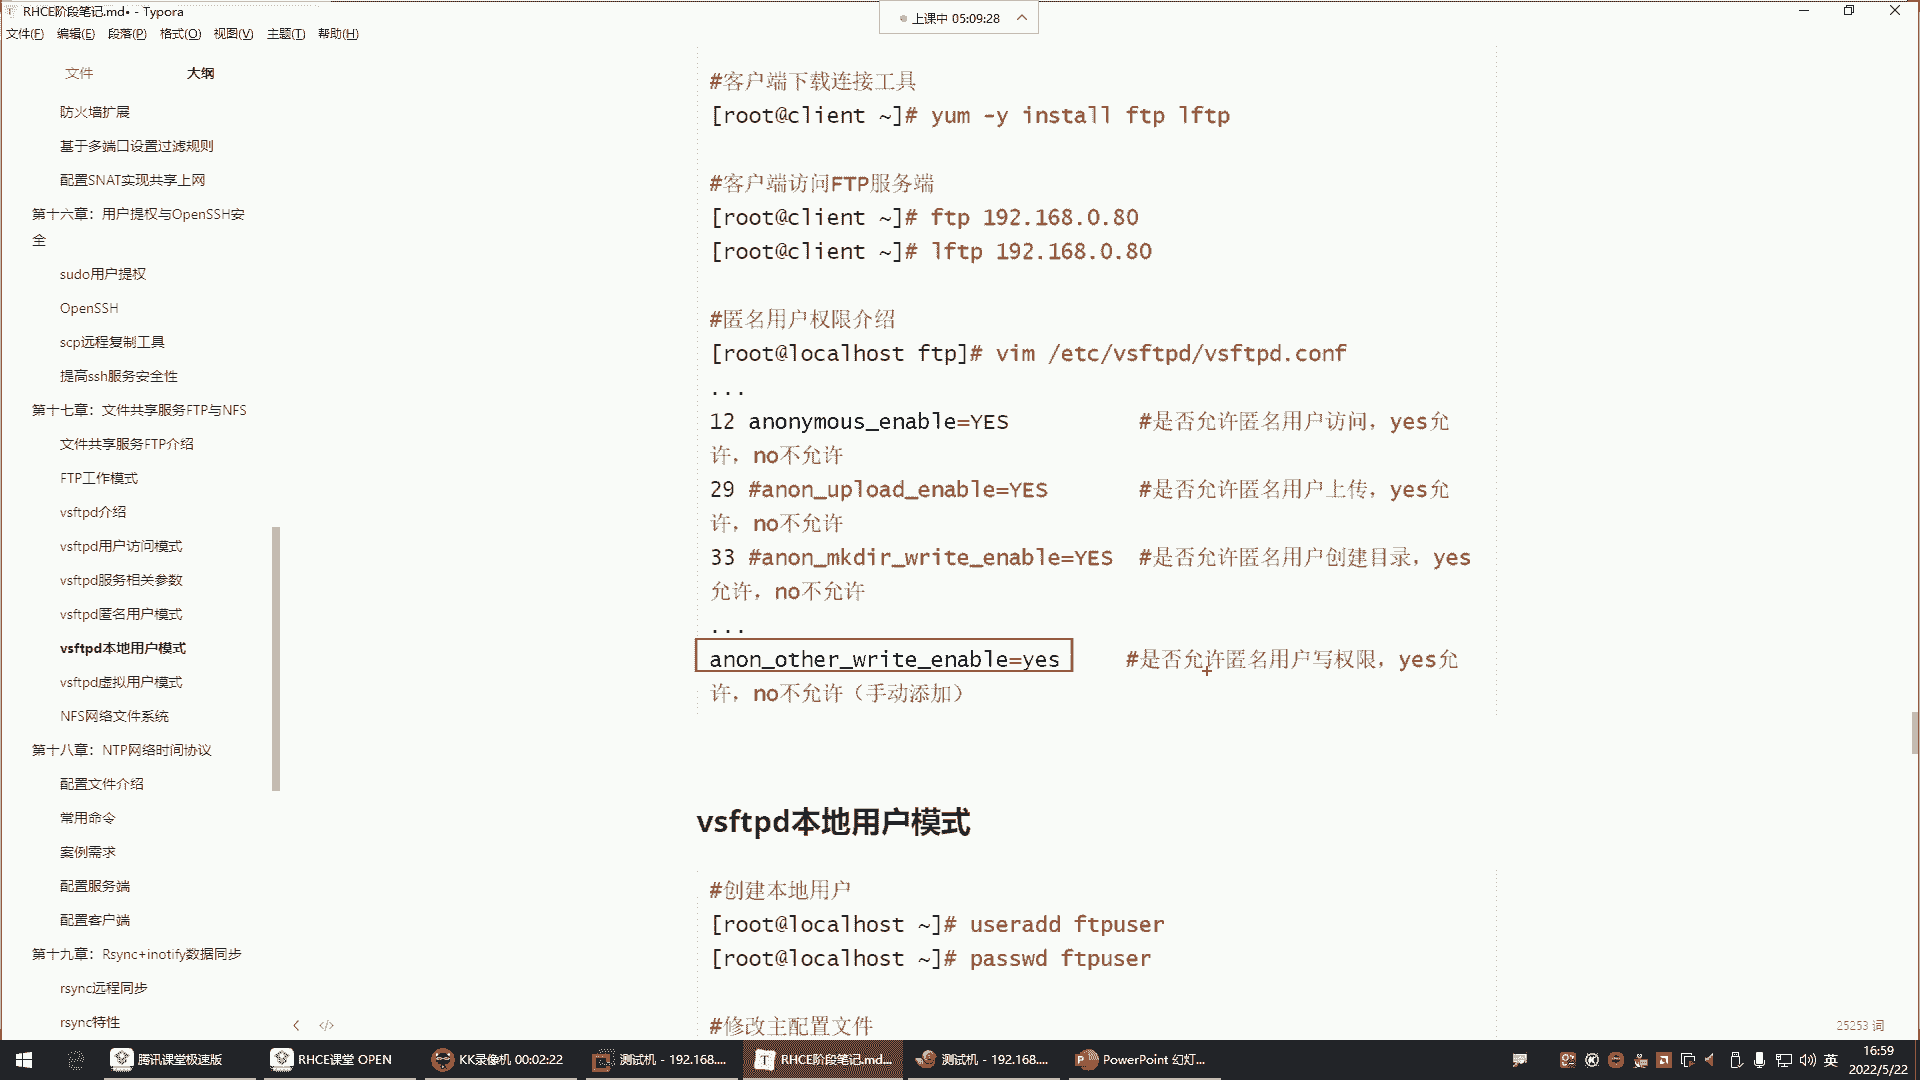 RHCE阶段笔记.md• - Typora
上课中 05:09:28
文件(F) 编辑(E) 段落(P) 格式(O) 视图(V) 主题(T) 帮助(H)
文件 大纲
防火墙扩展
基于多端口设置过滤规则
配置SNAT实现共享上网
第十六章：用户提权与OpenSSH安
全
sudo用户提权
OpenSSH
scp远程复制工具
提高ssh服务安全性
第十七章：文件共享服务FTP与NFS
文件共享服务FTP介绍
FTP工作模式
vsftpd介绍
vsftpd用户访问模式
vsftpd服务相关参数
vsftpd匿名用户模式
vsftpd本地用户模式
vsftpd虚拟用户模式
NFS网络文件系统
第十八章：NTP网络时间协议
配置文件介绍
常用命令
案例需求
配置服务端
配置客户端
第十九章：Rsync+inotify数据同步
rsync远程同步
rsync特性
#客户端下载连接工具
[root@client ~]# yum -y install ftp lftp
#客户端访问FTP服务端
[root@client ~]# ftp 192.168.0.80
[root@client ~]# lftp 192.168.0.80
#匿名用户权限介绍
[root@localhost ftp]# vim /etc/vsftpd/vsftpd.conf
...
12 anonymous_enable=YES #是否允许匿名用户访问，yes允
许，no不允许
29 #anon_upload_enable=YES #是否允许匿名用户上传，yes允
许，no不允许
33 #anon_mkdir_write_enable=YES #是否允许匿名用户创建目录，yes
允许，no不允许
...
anon_other_write_enable=yes #是否允许匿名用户写权限，yes允
许，no不允许（手动添加）
vsftpd本地用户模式
#创建本地用户
[root@localhost ~]# useradd ftpuser
[root@localhost ~]# passwd ftpuser
#修改主配置文件
25253 词
腾讯课堂极速版
RHCE课堂 OPEN
KK录像机 00:02:22
测试机 - 192.168....
RHCE阶段笔记.md...
测试机 - 192.168....
PowerPoint 幻灯...
英
16:59
2022/5/22